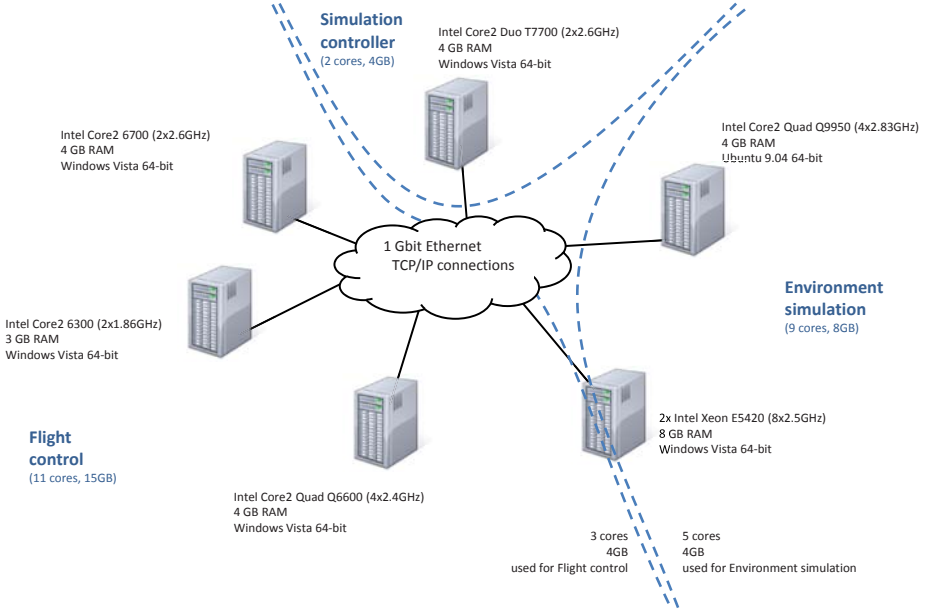 Simulation
controller
(2 cores, 4GB)
Intel Core2 Duo T7700 (2x2.6GHz)
4 GB RAM
Windows Vista 64-bit
Intel Core2 6700 (2x2.6GHz)
4 GB RAM
Windows Vista 64-bit
Intel Core2 Quad Q9950 (4x2.83GHz)
4 GB RAM
Ubuntu 9.04 64-bit
1 Gbit Ethernet
TCP/IP connections
Environment
simulation
(9 cores, 8GB)
Intel Core2 6300 (2x1.86GHz)
3 GB RAM
Windows Vista 64-bit
2x Intel Xeon E5420 (8x2.5GHz)
8 GB RAM
Windows Vista 64-bit
Flight
control
(11 cores, 15GB)
Intel Core2 Quad Q6600 (4x2.4GHz)
4 GB RAM
Windows Vista 64-bit
3 cores
4GB
used for Flight control
5 cores
4GB
used for Environment simulation